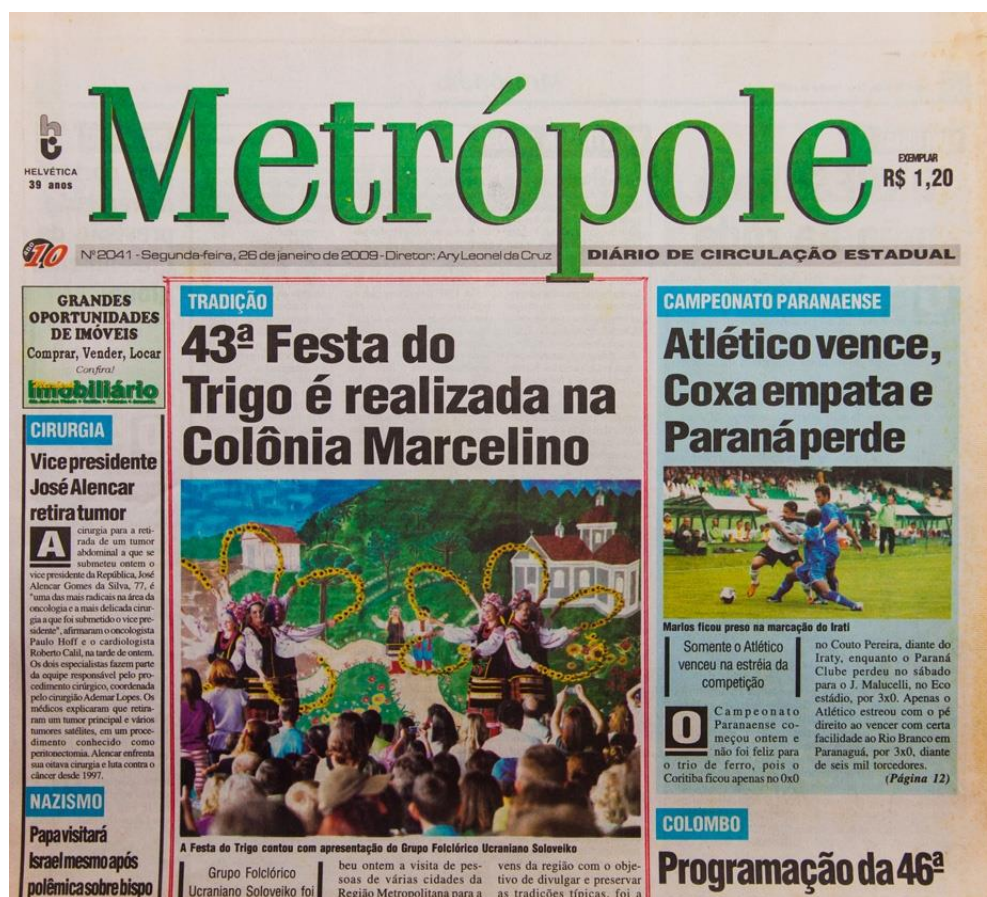 Metrópole
HELVÉTICA
39 anos
EXEMPLAR
R$ 1,20
ano 10
Nº 2041 - Segunda-feira, 26 de janeiro de 2009 - Diretor: Ary Leonel da Cruz
DIÁRIO DE CIRCULAÇÃO ESTADUAL
GRANDES
OPORTUNIDADES
DE IMÓVEIS
Comprar, Vender, Locar
Confira!
Imobiliário
CIRURGIA
Vice presidente
José Alencar
retira tumor
A cirurgia para a reti-
rada de um tumor
abdominal a que se
submeteu ontem o
vice presidente da República, José
Alencar Gomes da Silva, 77, é
"uma das mais radicais na área da
oncologia e a mais delicada cirur-
gia a que foi submetido o vice pre-
sidente", afirmaram o oncologista
Paulo Hoff e o cardiologista
Roberto Calil, na tarde de ontem.
Os dois especialistas fazem parte
da equipe responsável pelo pro-
cedimento cirúrgico, coordenada
pelo cirurgião Ademar Lopes. Os
médicos explicaram que retira-
ram um tumor principal e vários
tumores satélites, em um proce-
dimento conhecido como
peritonectomia. Alencar enfrenta
sua oitava cirurgia e luta contra o
câncer desde 1997.
NAZISMO
Papa visitará
Israel mesmo após
polêmica sobre bispo
TRADIÇÃO
43ª Festa do
Trigo é realizada na
Colônia Marcelino
A Festa do Trigo contou com apresentação do Grupo Folclórico Ucraniano Soloveiko
Grupo Folclórico
Ucraniano Soloveiko foi
beu ontem a visita de pes-
soas de várias cidades da
Região Metropolitana para a
vens da região com o obje-
tivo de divulgar e preservar
as tradições típicas, foi a
CAMPEONATO PARANAENSE
Atlético vence,
Coxa empata e
Paraná perde
Marlos ficou preso na marcação do Irati
Somente o Atlético
venceu na estréia da
competição
O Campeonato
Paranaense co-
meçou ontem e
não foi feliz para
o trio de ferro, pois o
Coritiba ficou apenas no 0x0
no Couto Pereira, diante do
Iraty, enquanto o Paraná
Clube perdeu no sábado
para o J. Malucelli, no Eco
estádio, por 3x0. Apenas o
Atlético estreou com o pé
direito ao vencer com certa
facilidade ao Rio Branco em
Paranaguá, por 3x0, diante
de seis mil torcedores.
(Página 12)
COLOMBO
Programação da 46ª